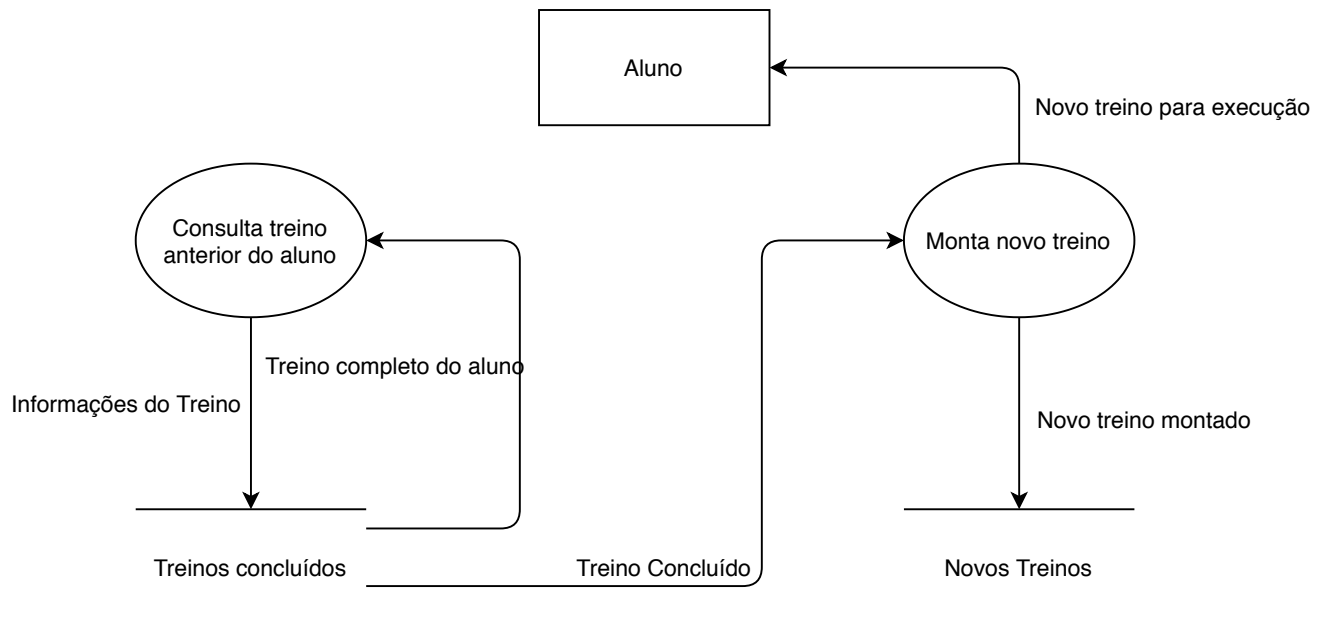 Aluno
Novo treino para execução
Consulta treino
anterior do aluno
Monta novo treino
Treino completo do aluno
Informações do Treino
Novo treino montado
Treinos concluídos
Treino Concluído
Novos Treinos